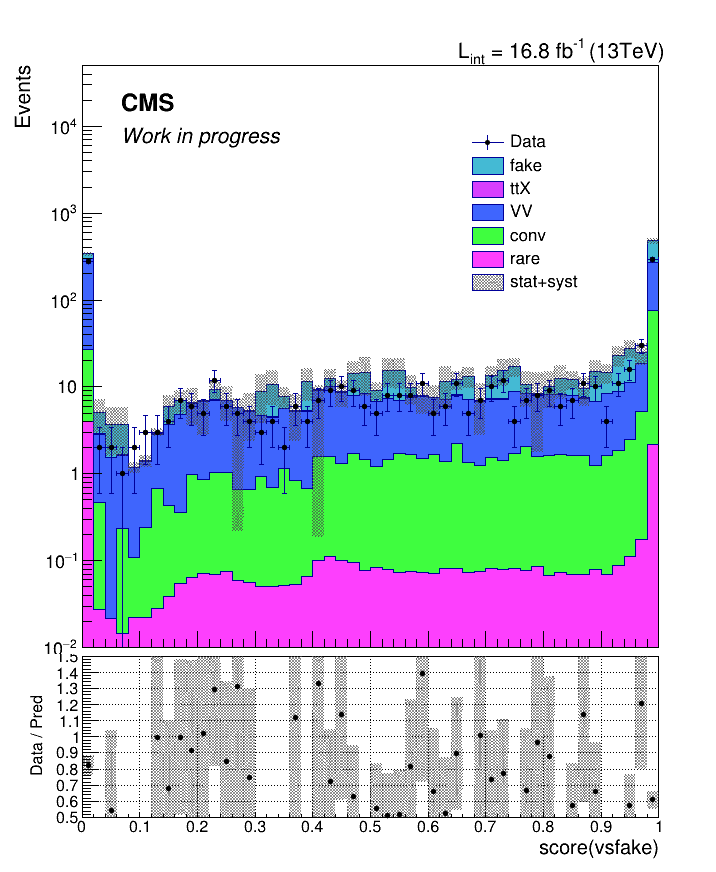 L_int = 16.8 fb^-1 (13TeV)
Events
CMS
Work in progress
Data
fake
ttX
VV
conv
rare
stat+syst
10^4
10^3
10^2
10
1
10^-1
10^-2
Data / Pred
1.5
1.4
1.3
1.2
1.1
1
0.9
0.8
0.7
0.6
0.5
0 0.1 0.2 0.3 0.4 0.5 0.6 0.7 0.8 0.9 1
score(vsfake)